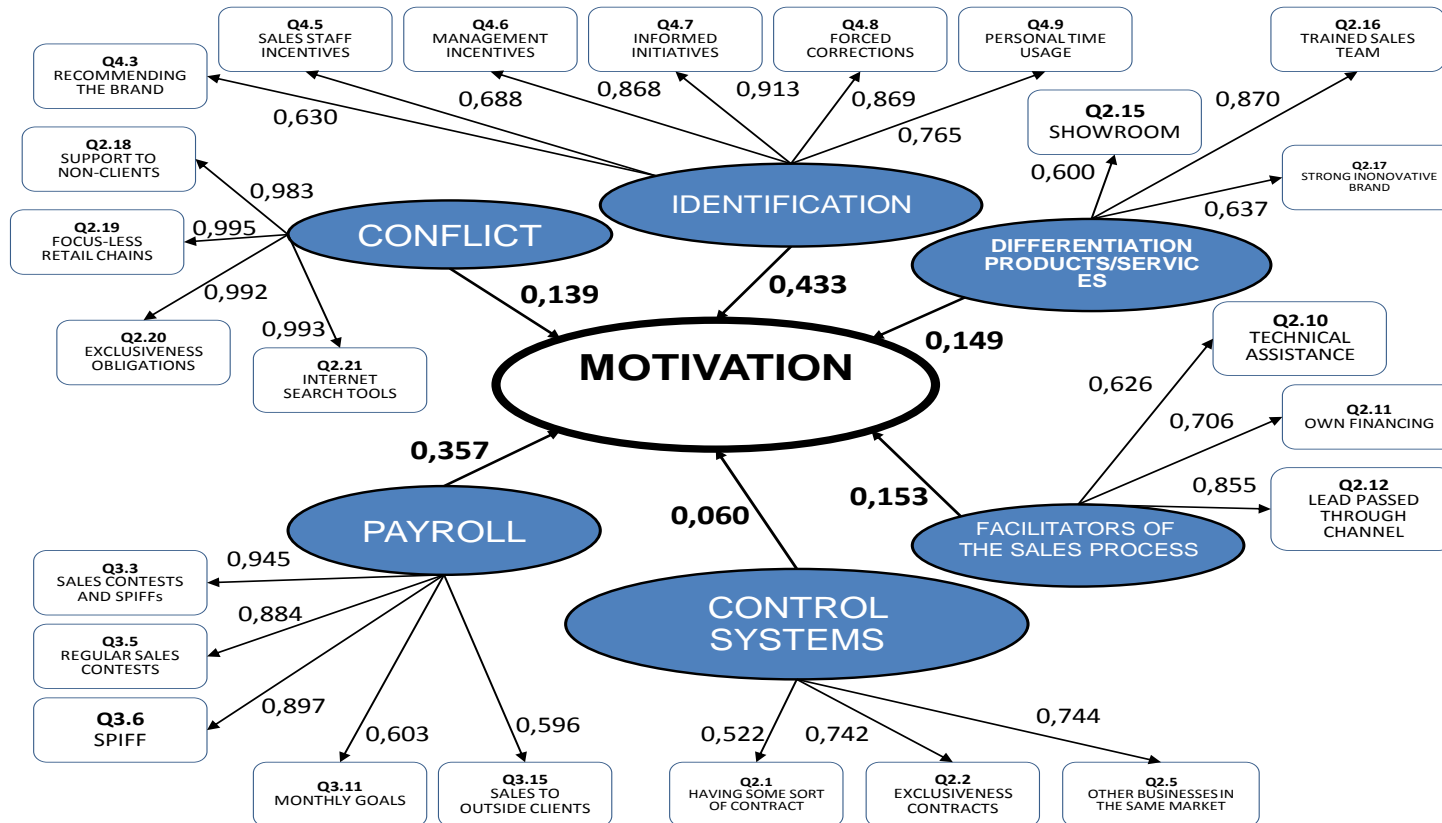 Q4.5
SALES STAFF
INCENTIVES
Q4.6
MANAGEMENT
INCENTIVES
Q4.7
INFORMED
INITIATIVES
Q4.8
FORCED
CORRECTIONS
Q4.9
PERSONAL TIME
USAGE
Q2.16
TRAINED SALES
TEAM
Q4.3
RECOMMENDING
THE BRAND
0,630
0,688
0,868
0,913
0,869
0,765
0,870
Q2.15
SHOWROOM
0,600
Q2.17
STRONG INONOVATIVE
BRAND
0,637
Q2.18
SUPPORT TO
NON-CLIENTS
0,983
Q2.19
FOCUS-LESS
RETAIL CHAINS
0,995
CONFLICT
IDENTIFICATION
DIFFERENTIATION
PRODUCTS/SERVIC
ES
0,992
0,993
0,139
0,433
0,149
Q2.20
EXCLUSIVENESS
OBLIGATIONS
Q2.21
INTERNET
SEARCH TOOLS
MOTIVATION
Q2.10
TECHNICAL
ASSISTANCE
0,626
Q2.11
OWN FINANCING
0,706
Q2.12
LEAD PASSED
THROUGH
CHANNEL
0,855
0,357
0,060
0,153
PAYROLL
CONTROL
SYSTEMS
FACILITATORS OF
THE SALES PROCESS
Q3.3
SALES CONTESTS
AND SPIFFs
0,945
Q3.5
REGULAR SALES
CONTESTS
0,884
Q3.6
SPIFF
0,897
0,603
0,596
0,522
0,742
0,744
Q3.11
MONTHLY GOALS
Q3.15
SALES TO
OUTSIDE CLIENTS
Q2.1
HAVING SOME SORT
OF CONTRACT
Q2.2
EXCLUSIVENESS
CONTRACTS
Q2.5
OTHER BUSINESSES IN
THE SAME MARKET